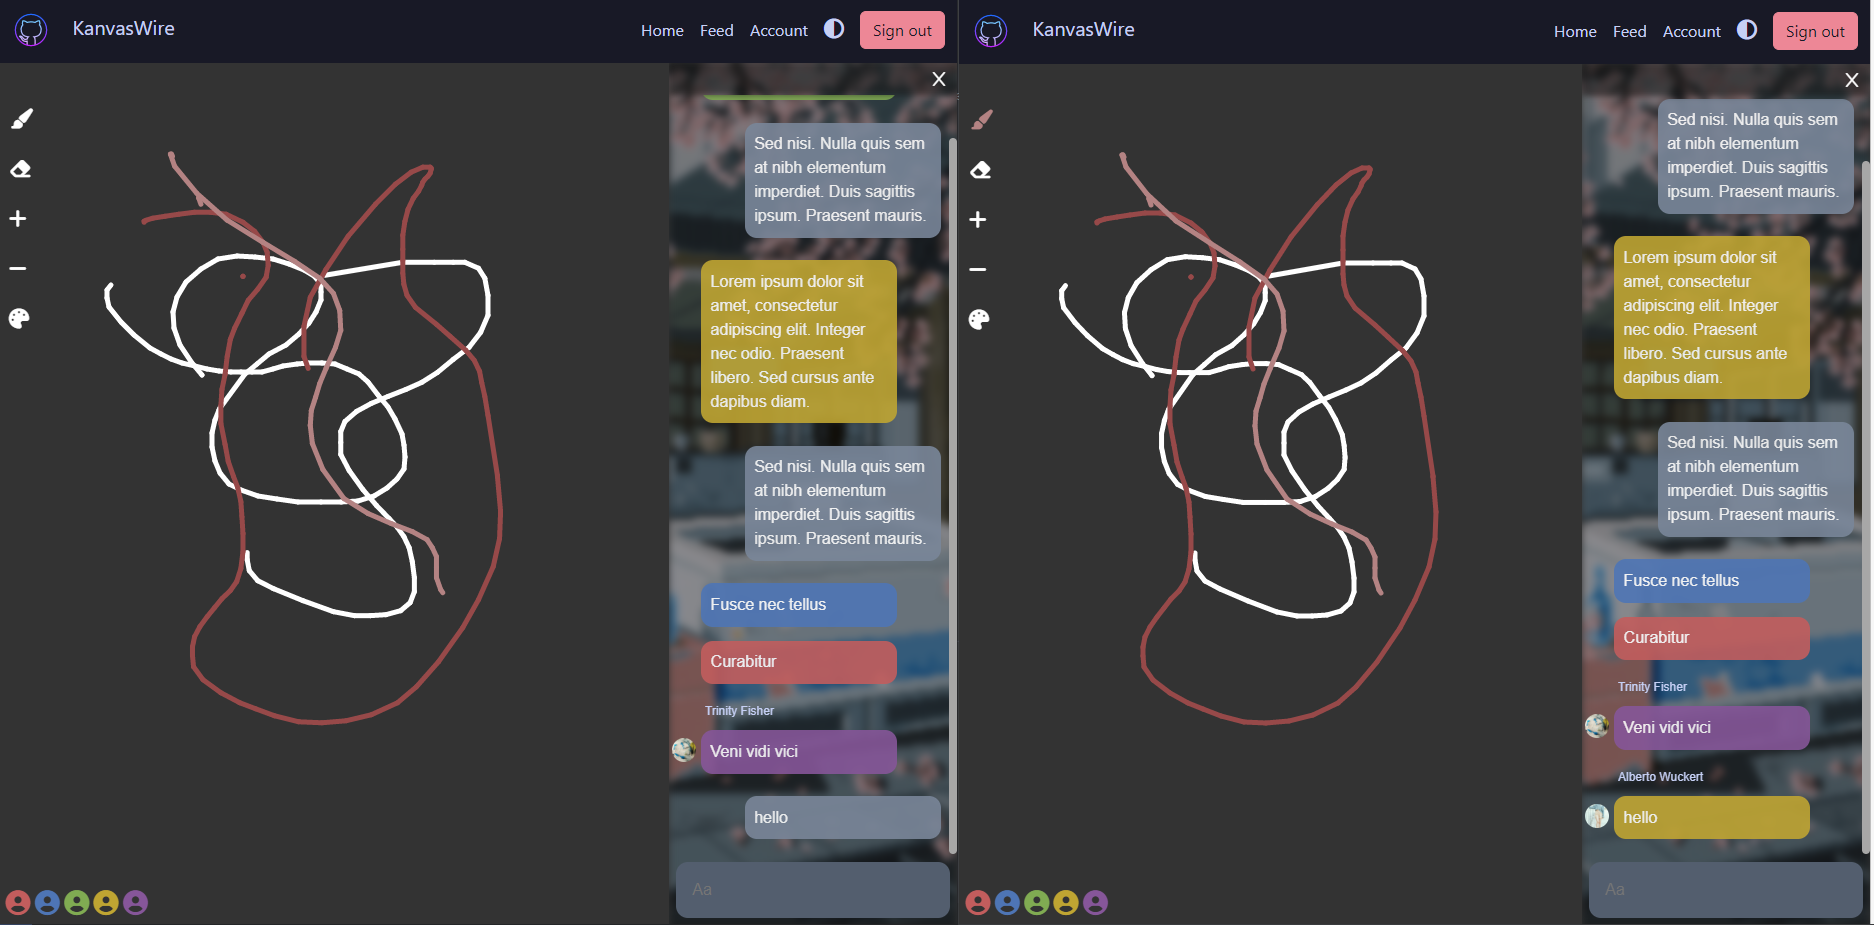 KanvasWire
Home Feed Account Sign out
X
Sed nisi. Nulla quis sem
at nibh elementum
imperdiet. Duis sagittis
ipsum. Praesent mauris.
Lorem ipsum dolor sit
amet, consectetur
adipiscing elit. Integer
nec odio. Praesent
libero. Sed cursus ante
dapibus diam.
Sed nisi. Nulla quis sem
at nibh elementum
imperdiet. Duis sagittis
ipsum. Praesent mauris.
Fusce nec tellus
Curabitur
Trinity Fisher
Veni vidi vici
hello
Aa
KanvasWire
Home Feed Account Sign out
X
Sed nisi. Nulla quis sem
at nibh elementum
imperdiet. Duis sagittis
ipsum. Praesent mauris.
Lorem ipsum dolor sit
amet, consectetur
adipiscing elit. Integer
nec odio. Praesent
libero. Sed cursus ante
dapibus diam.
Sed nisi. Nulla quis sem
at nibh elementum
imperdiet. Duis sagittis
ipsum. Praesent mauris.
Fusce nec tellus
Curabitur
Trinity Fisher
Veni vidi vici
Alberto Wuckert
hello
Aa